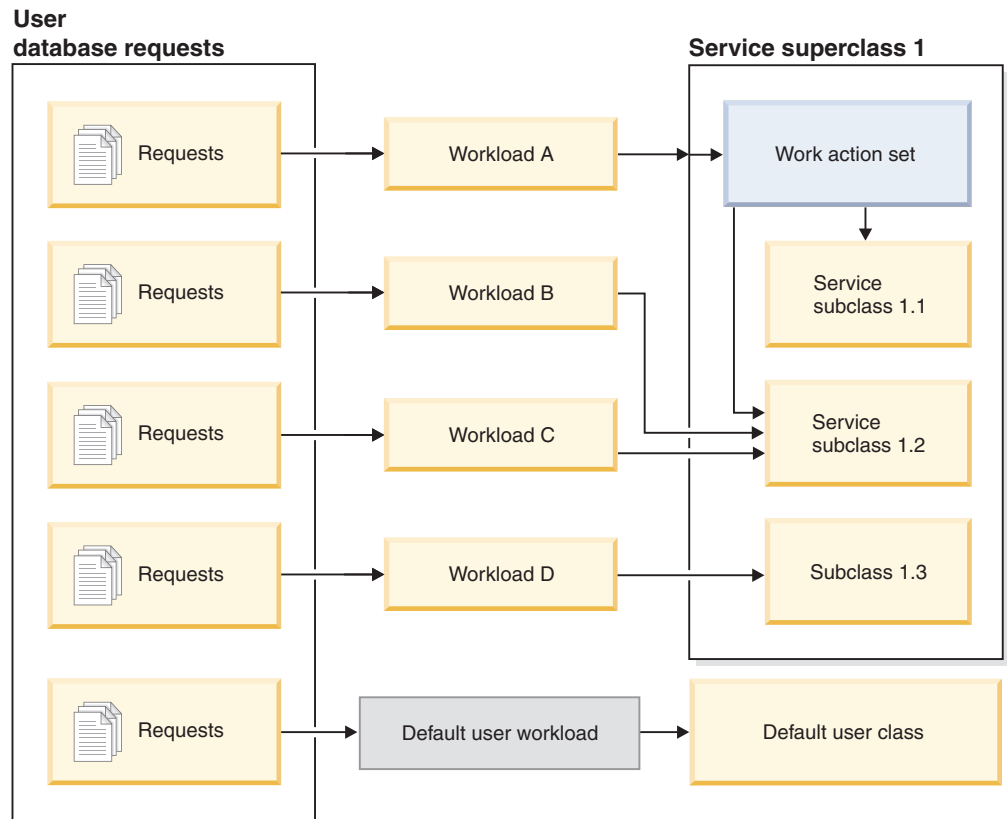 User
database requests
Service superclass 1
Requests
Workload A
Work action set
Requests
Workload B
Service
subclass 1.1
Requests
Workload C
Service
subclass 1.2
Requests
Workload D
Subclass 1.3
Requests
Default user workload
Default user class